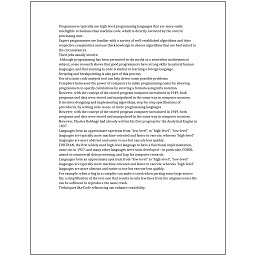 Programmers typically use high-level programming languages that are more easily
intelligible to humans than machine code, which is directly executed by the central
processing unit.
Expert programmers are familiar with a variety of well-established algorithms and their
respective complexities and use this knowledge to choose algorithms that are best suited to
the circumstances.
Their jobs usually involve:
Although programming has been presented in the media as a somewhat mathematical
subject, some research shows that good programmers have strong skills in natural human
languages, and that learning to code is similar to learning a foreign language.
Scripting and breakpointing is also part of this process.
Use of a static code analysis tool can help detect some possible problems.
Compilers harnessed the power of computers to make programming easier by allowing
programmers to specify calculations by entering a formula using infix notation.
However, with the concept of the stored-program computer introduced in 1949, both
programs and data were stored and manipulated in the same way in computer memory.
It involves designing and implementing algorithms, step-by-step specifications of
procedures, by writing code in one or more programming languages.
However, with the concept of the stored-program computer introduced in 1949, both
programs and data were stored and manipulated in the same way in computer memory.
However, Charles Babbage had already written his first program for the Analytical Engine in
1837.
Languages form an approximate spectrum from "low-level" to "high-level"; "low-level"
languages are typically more machine-oriented and faster to execute, whereas "high-level"
languages are more abstract and easier to use but execute less quickly.
FORTRAN, the first widely used high-level language to have a functional implementation,
came out in 1957, and many other languages were soon developed—in particular, COBOL
aimed at commercial data processing, and Lisp for computer research.
Languages form an approximate spectrum from "low-level" to "high-level"; "low-level"
languages are typically more machine-oriented and faster to execute, whereas "high-level"
languages are more abstract and easier to use but execute less quickly.
For example, when a bug in a compiler can make it crash when parsing some large source
file, a simplification of the test case that results in only few lines from the original source file
can be sufficient to reproduce the same crash.
Techniques like Code refactoring can enhance readability.